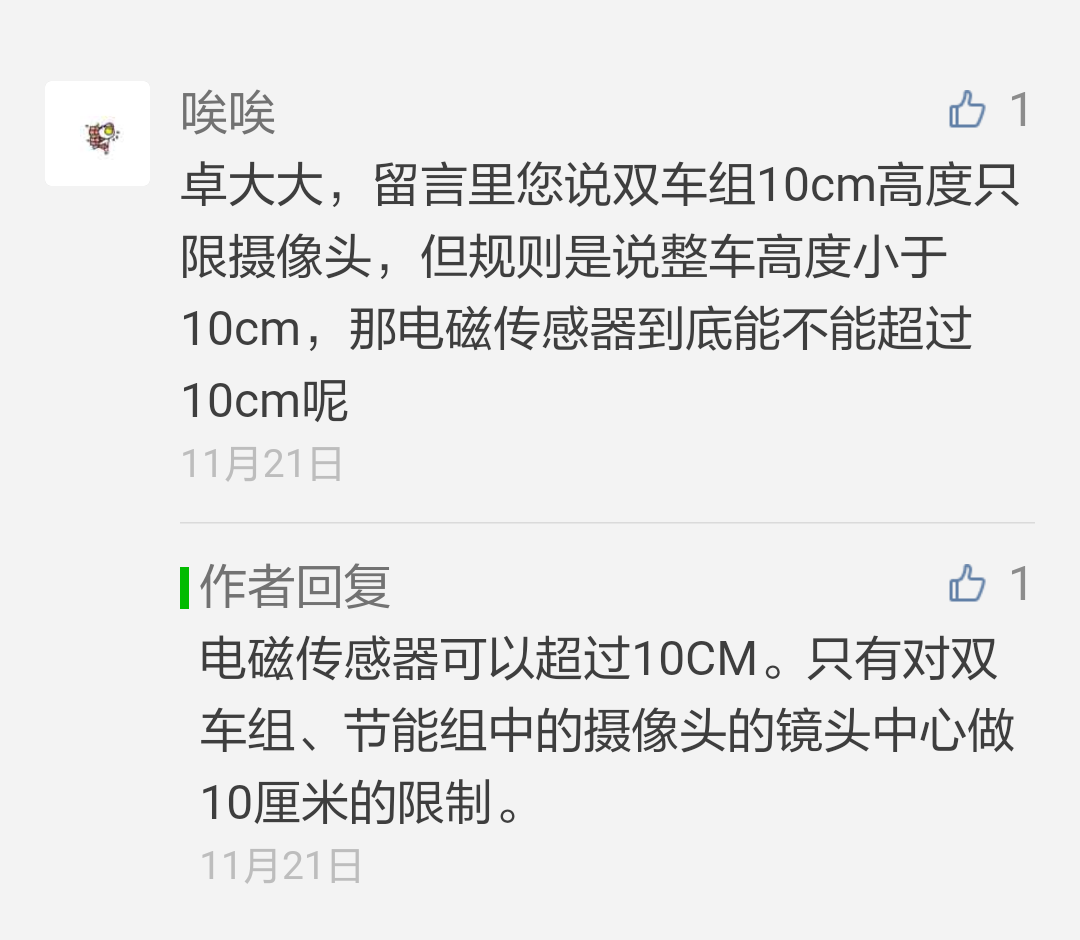 唉唉
1
卓大大，留言里您说双车组10cm高度只
限摄像头，但规则是说整车高度小于
10cm，那电磁传感器到底能不能超过
10cm呢
11月21日
作者回复
1
电磁传感器可以超过10CM。只有对双
车组、节能组中的摄像头的镜头中心做
10厘米的限制。
11月21日